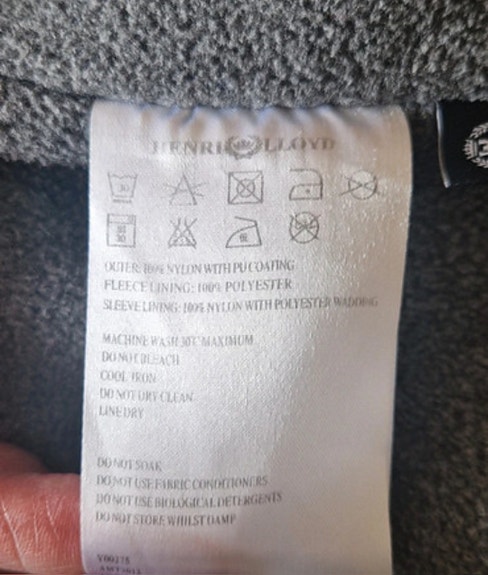 HENRI LLOYD
30
OUTER: 100% NYLON WITH PU COATING
FLEECE LINING: 100% POLYESTER
SLEEVE LINING: 100% NYLON WITH POLYESTER WADDING
MACHINE WASH 30°C MAXIMUM
DO NOT BLEACH
COOL IRON
DO NOT DRY CLEAN
LINE DRY
DO NOT SOAK
DO NOT USE FABRIC CONDITIONERS
DO NOT USE BIOLOGICAL DETERGENTS
DO NOT STORE WHILST DAMP
Y00275